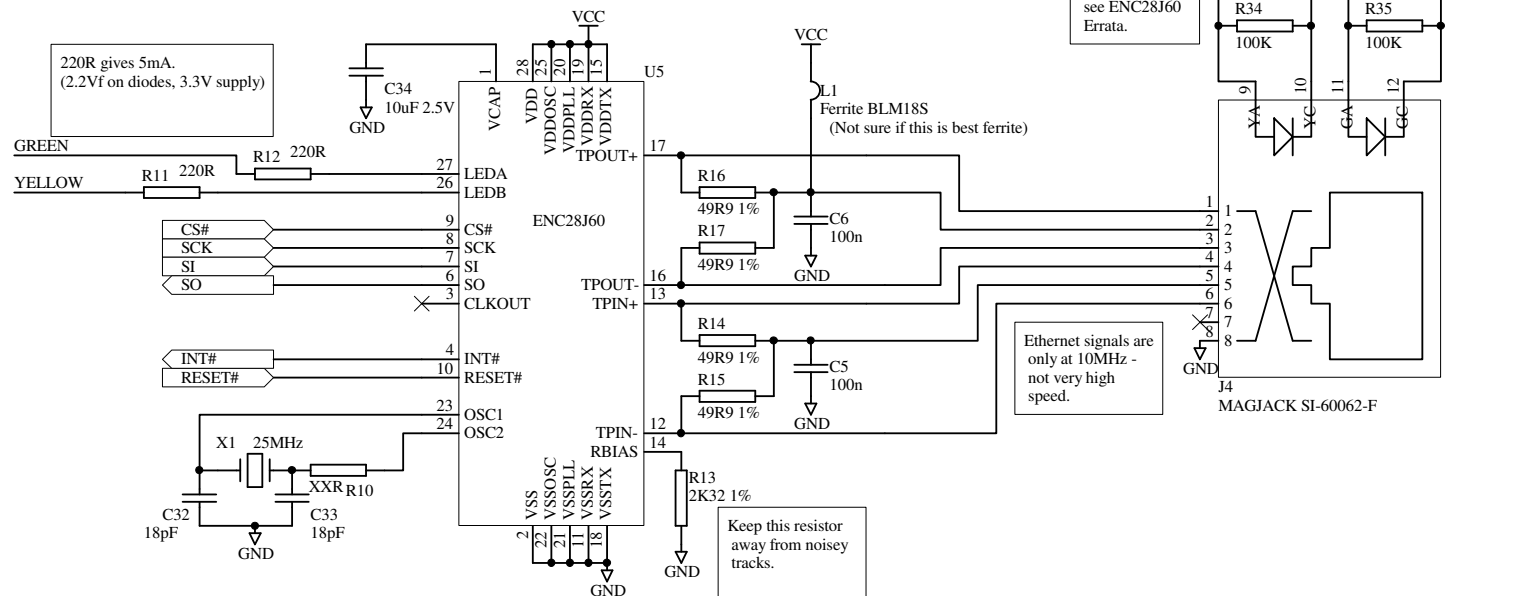 see ENC28J60
Errata.
R34
100K
R35
100K
VCC
VCC
220R gives 5mA.
(2.2Vf on diodes, 3.3V supply)
C34
10uF 2.5V
GND
1
28
25
20
19
15
U5
VCAP
VDD
VDDOSC
VDDPLL
VDDRX
VDDTX
L1
Ferrite BLM18S
(Not sure if this is best ferrite)
9
10
11
12
YA
YC
GA
GC
GREEN
R12 220R
27
LEDA
YELLOW
R11 220R
26
LEDB
TPOUT+
17
R16
49R9 1%
R17
49R9 1%
C6
100n
GND
ENC28J60
CS#
9
CS#
SCK
8
SCK
SI
7
SI
SO
6
SO
3
CLKOUT
TPOUT-
16
TPIN+
13
1
1
2
2
3
3
4
4
5
5
6
6
7
7
8
8
GND
J4
MAGJACK SI-60062-F
INT#
4
INT#
RESET#
10
RESET#
R14
49R9 1%
R15
49R9 1%
C5
100n
GND
Ethernet signals are
only at 10MHz -
not very high
speed.
23
OSC1
24
OSC2
TPIN-
12
RBIAS
14
X1 25MHz
XXR R10
C32
18pF
C33
18pF
GND
VSS
VSSOSC
VSSPLL
VSSRX
VSSTX
2
22
21
11
18
GND
R13
2K32 1%
GND
Keep this resistor
away from noisey
tracks.